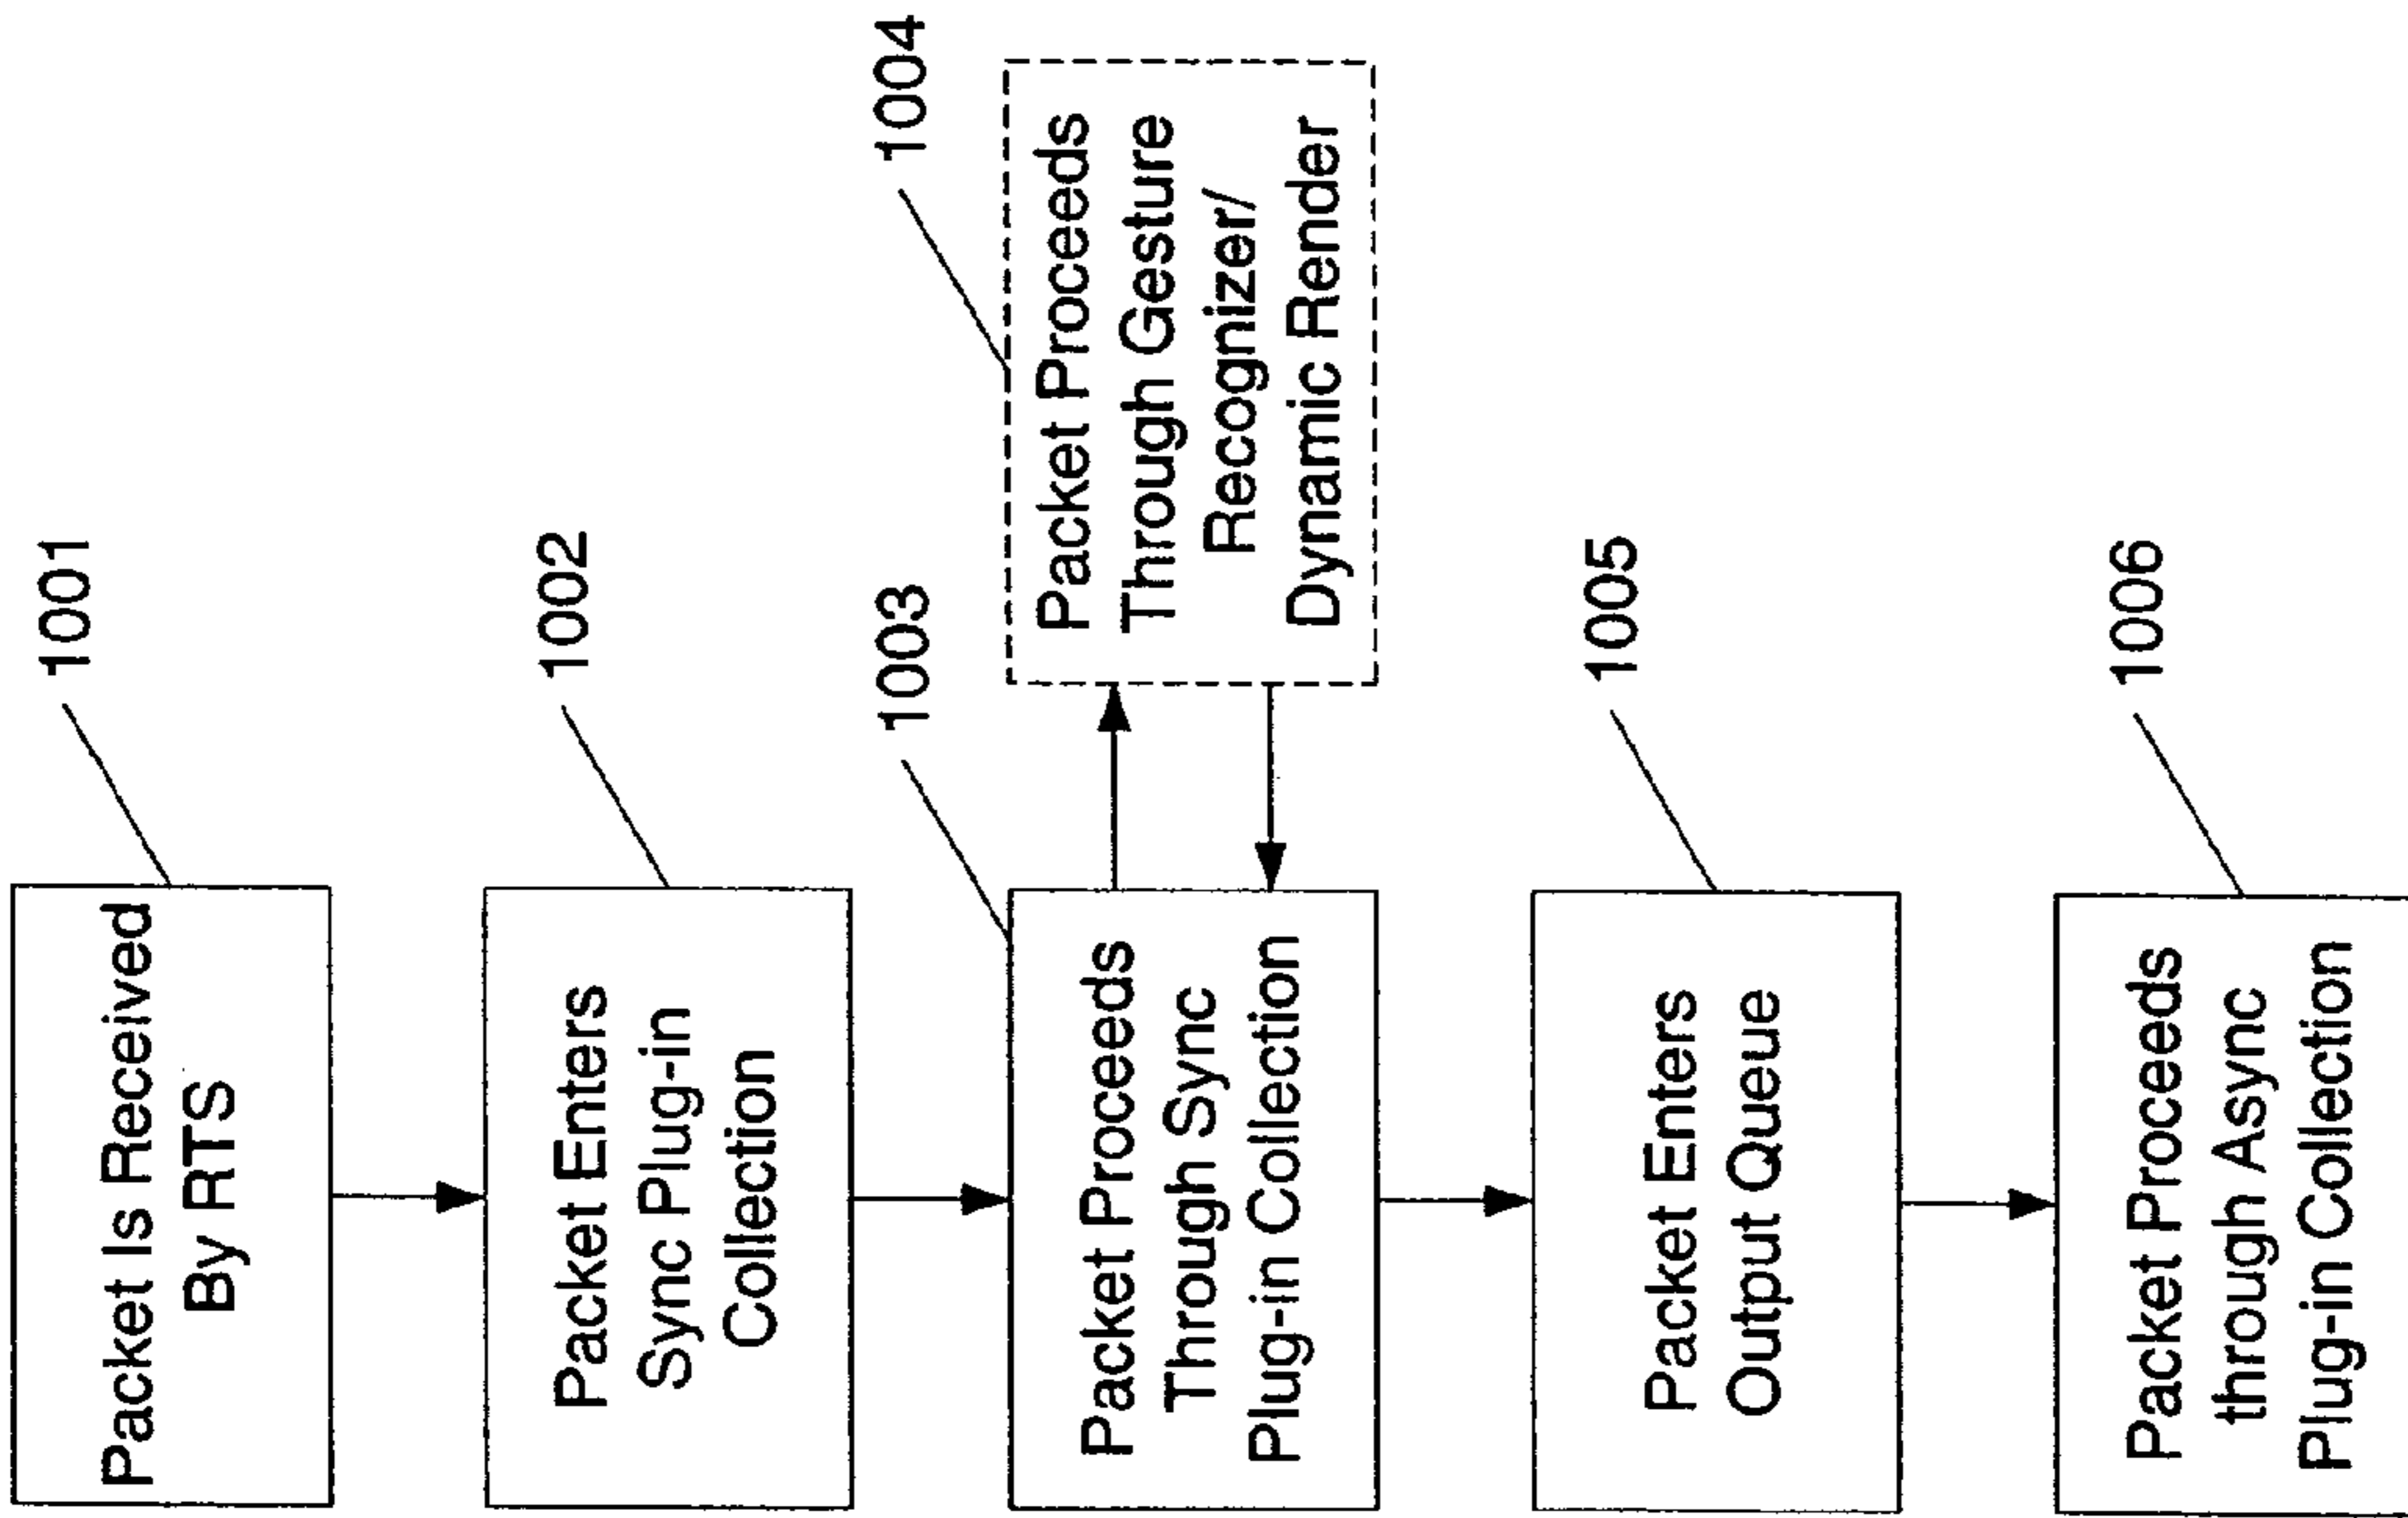 1001
Packet Is Received
By RTS
1002
Packet Enters
Sync Plug-in
Collection
1003
Packet Proceeds
Through Sync
Plug-in Collection
1004
Packet Proceeds
Through Gesture
Recognizer/
Dynamic Render
1005
Packet Enters
Output Queue
1006
Packet Proceeds
through Async
Plug-in Collection